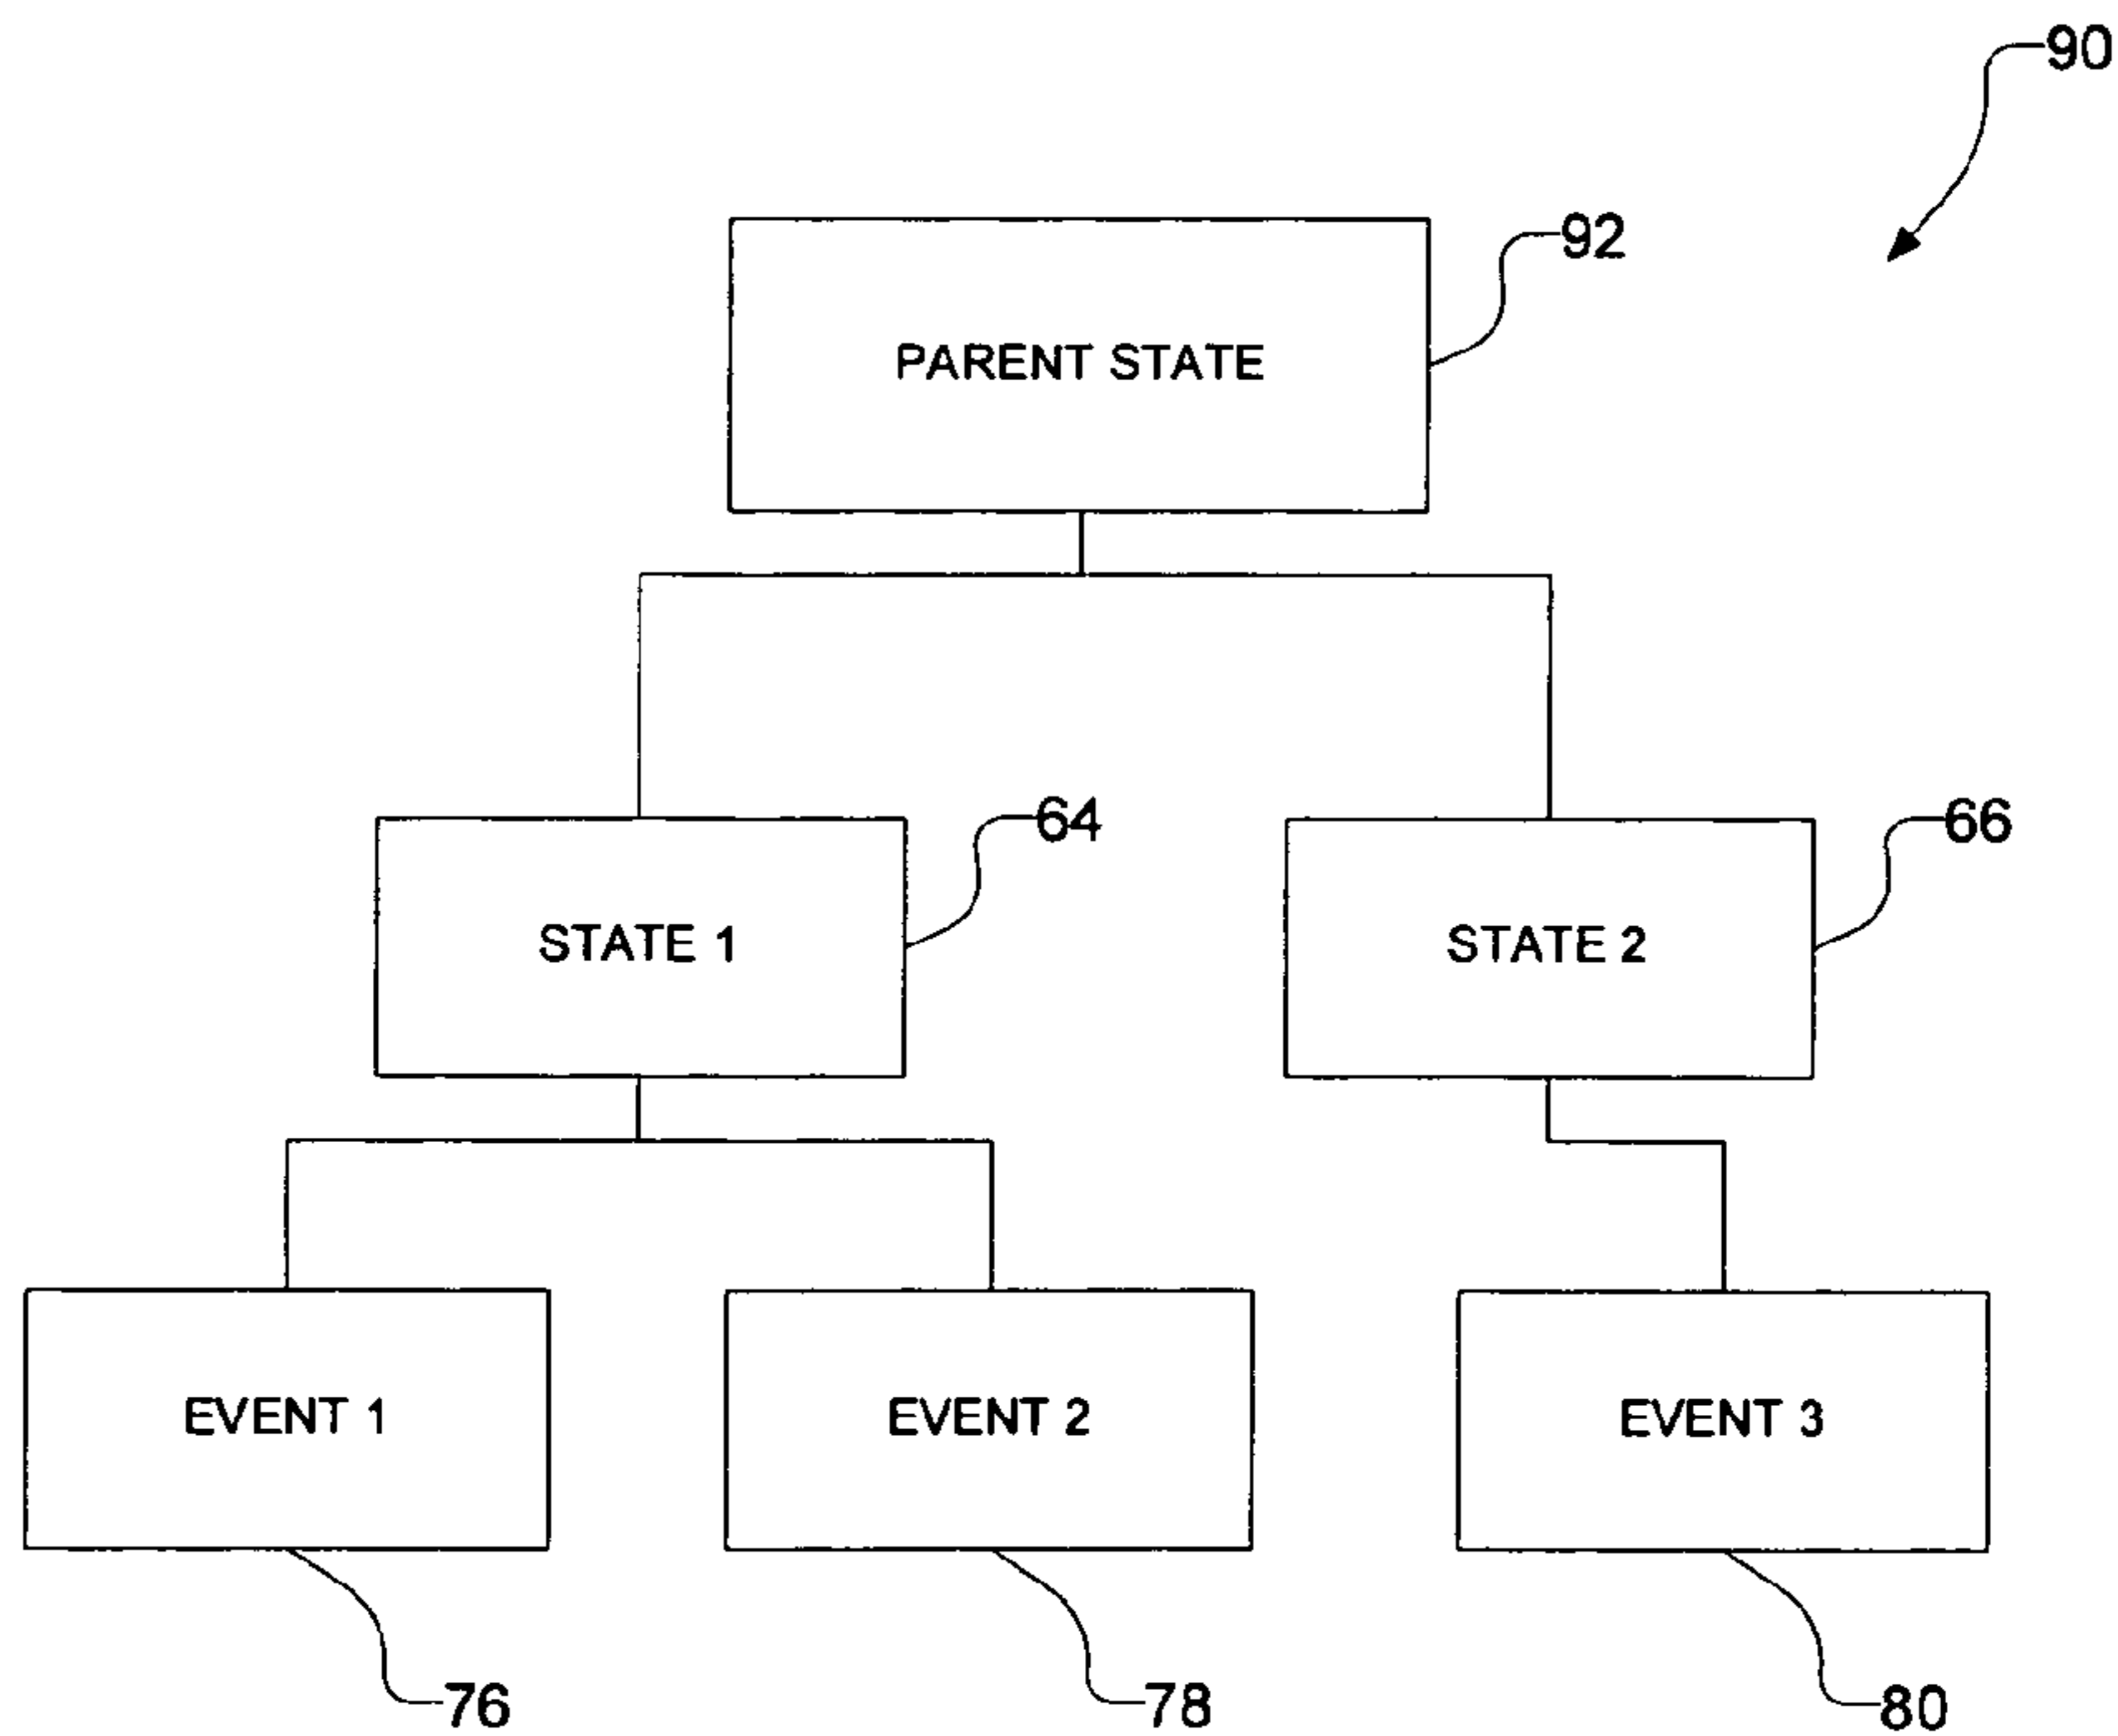 90
92
PARENT STATE
64
66
STATE 1
STATE 2
EVENT 1
EVENT 2
EVENT 3
76
78
80